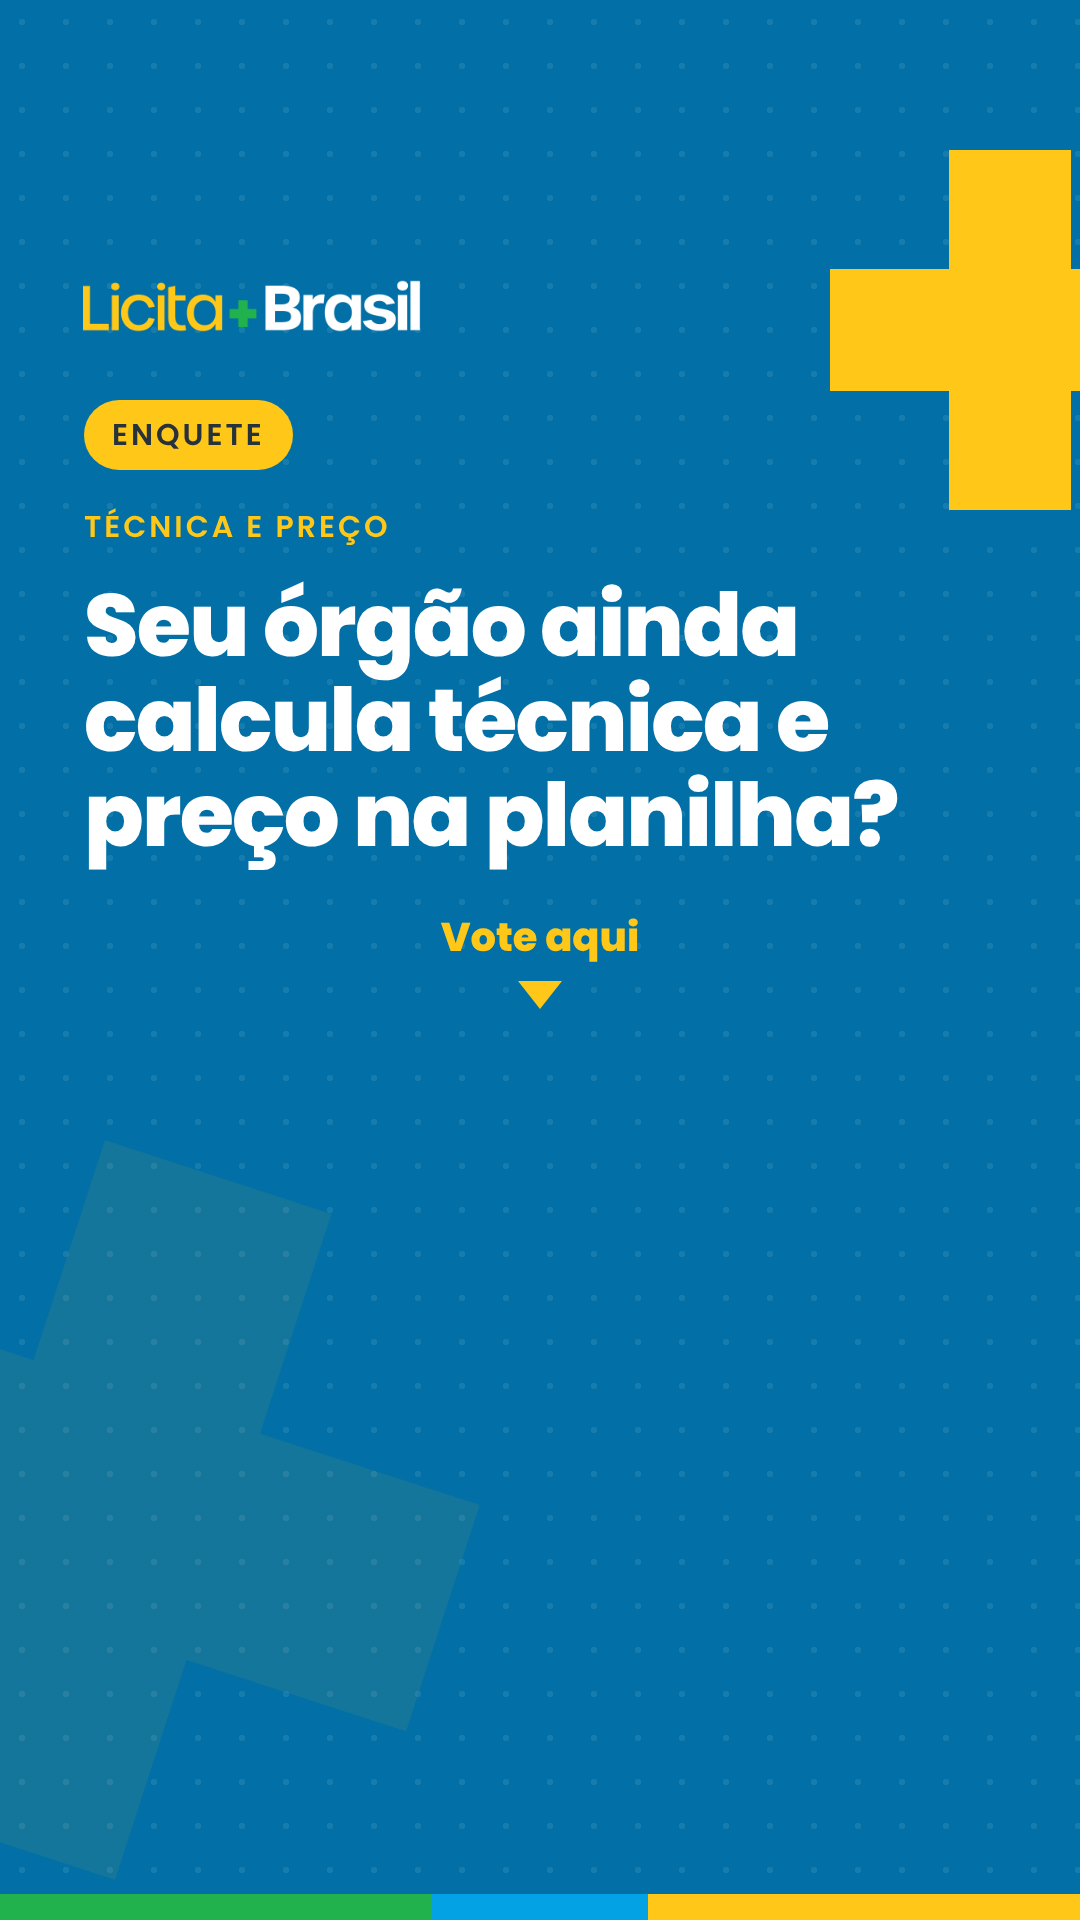 Licita+Brasil
ENQUETE
TÉCNICA E PREÇO
Seu órgão ainda
calcula técnica e
preço na planilha?
Vote aqui